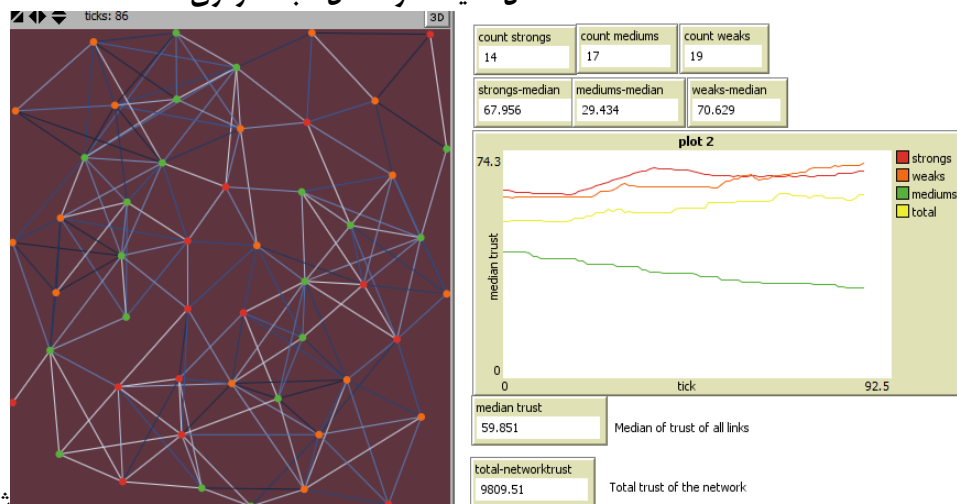 ticks: 86
3D
count strongs
14
count mediums
17
count weaks
19
strongs-median
67.956
mediums-median
29.434
weaks-median
70.629
plot 2
74.3
median trust
0
0
tick
92.5
strongs
weaks
mediums
total
median trust
59.851
Median of trust of all links
total-networktrust
9809.51
Total trust of the network